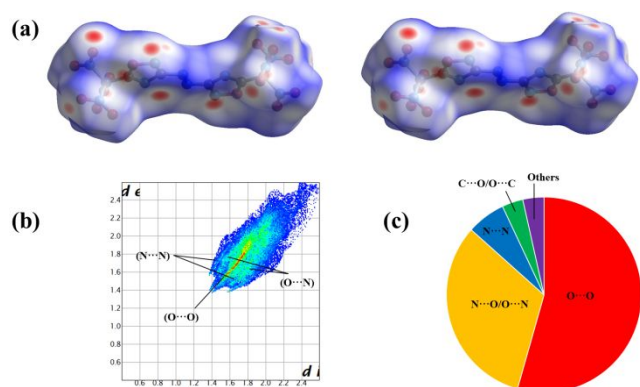 (a)
(b)
d e
2.4
2.2
2.0
1.8
1.6
1.4
1.2
1.0
0.8
0.6
(N···N)
(O···N)
(O···O)
d i
0.6 0.8 1.0 1.2 1.4 1.6 1.8 2.0 2.2 2.4
(c)
C···O/O···C
Others
N···N
N···O/O···N
O···O